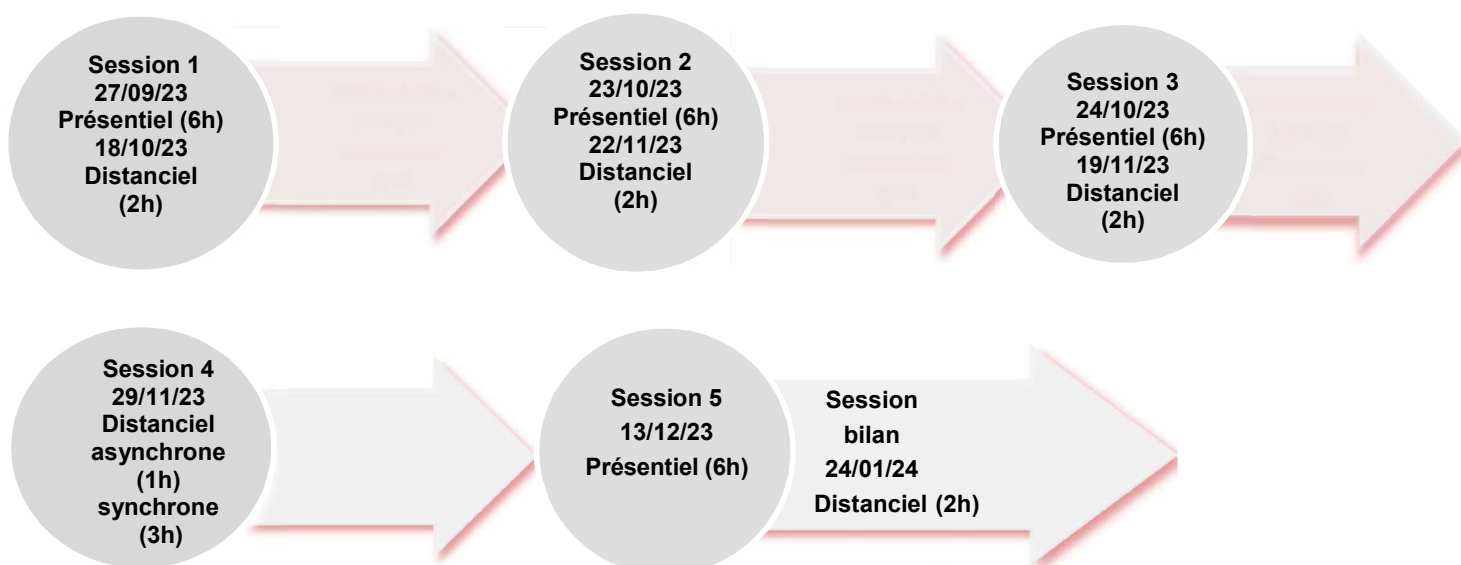 Session 1
27/09/23
Présentiel (6h)
18/10/23
Distanciel
(2h)
Session 2
23/10/23
Présentiel (6h)
22/11/23
Distanciel
(2h)
Session 3
24/10/23
Présentiel (6h)
19/11/23
Distanciel
(2h)
Session 4
29/11/23
Distanciel
asynchrone
(1h)
synchrone
(3h)
Session 5
13/12/23
Présentiel (6h)
Session
bilan
24/01/24
Distanciel (2h)